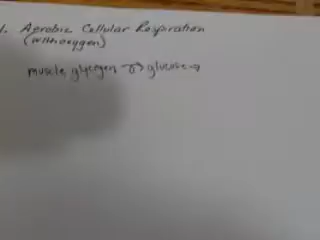 1. Aerobic Cellular Respiration
(with oxygen)
muscle glycogen → glucose →